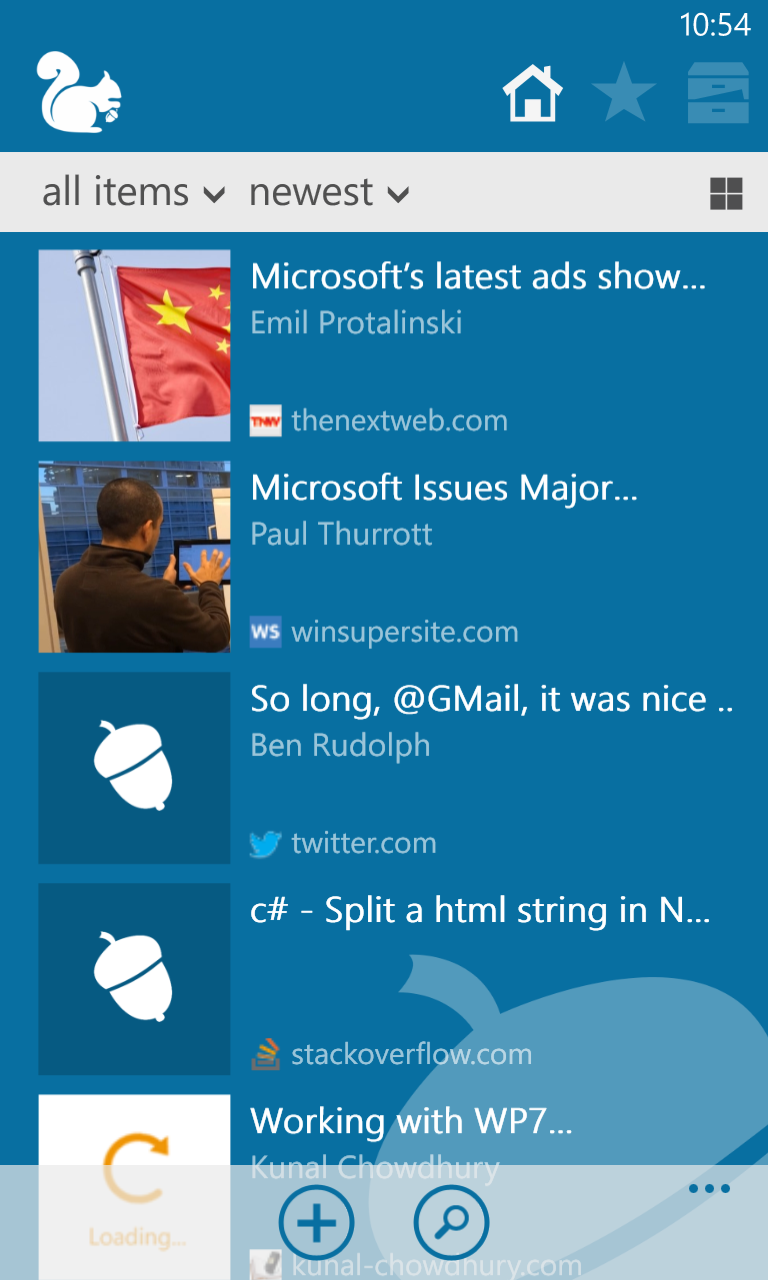 10:54
all items newest
Microsoft's latest ads show...
Emil Protalinski
TNW thenextweb.com
Microsoft Issues Major...
Paul Thurrott
WS winsupersite.com
So long, @GMail, it was nice ..
Ben Rudolph
twitter.com
c# - Split a html string in N...
stackoverflow.com
Working with WP7...
Kunal Chowdhury
Loading...
kunal-chowdhury.com